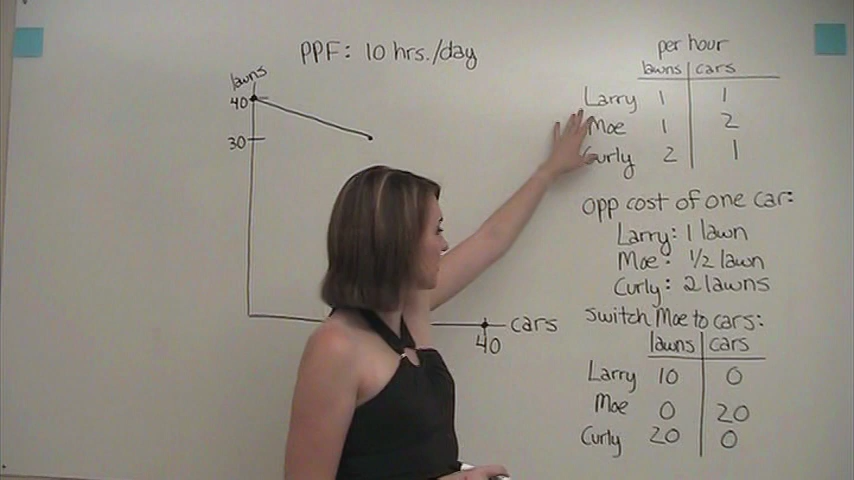 PPF: 10 hrs./day
lawns
40
30
cars
40
per hour
lawns cars
Larry 1 1
Moe 1 2
Curly 2 1
opp cost of one car:
Larry: 1 lawn
Moe: 1/2 lawn
Curly: 2 lawns
switch Moe to cars:
lawns cars
Larry 10 0
Moe 0 20
Curly 20 0